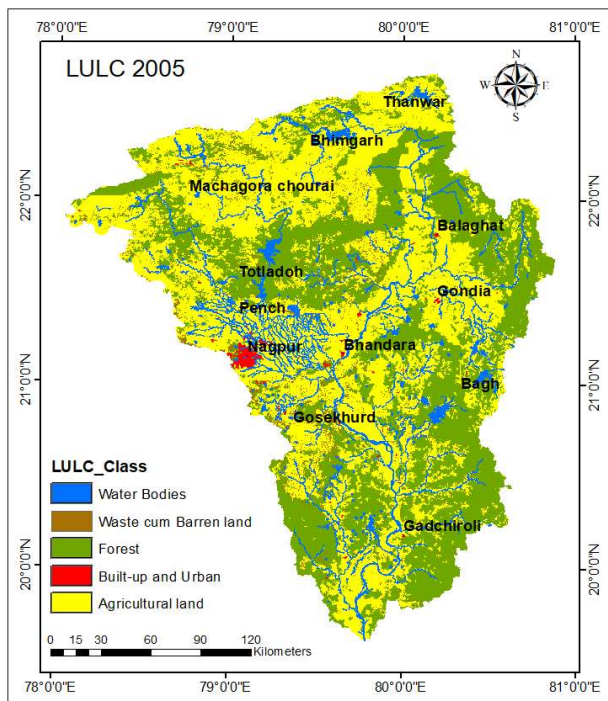 78°0'0"E 79°0'0"E 80°0'0"E 81°0'0"E
LULC 2005
N
W E
S
Thanwar
Bhimgarh
22°0'0"N 22°0'0"N
Machagora chourai
Balaghat
Totladoh
Gondia
Pench
Nagpur
Bhandara
21°0'0"N 21°0'0"N
Bagh
Gosekhurd
LULC_Class
Water Bodies
Waste cum Barren land
Gadchiroli
Forest
20°0'0"N 20°0'0"N
Built-up and Urban
Agricultural land
0 15 30 60 90 120
Kilometers
78°0'0"E 79°0'0"E 80°0'0"E 81°0'0"E